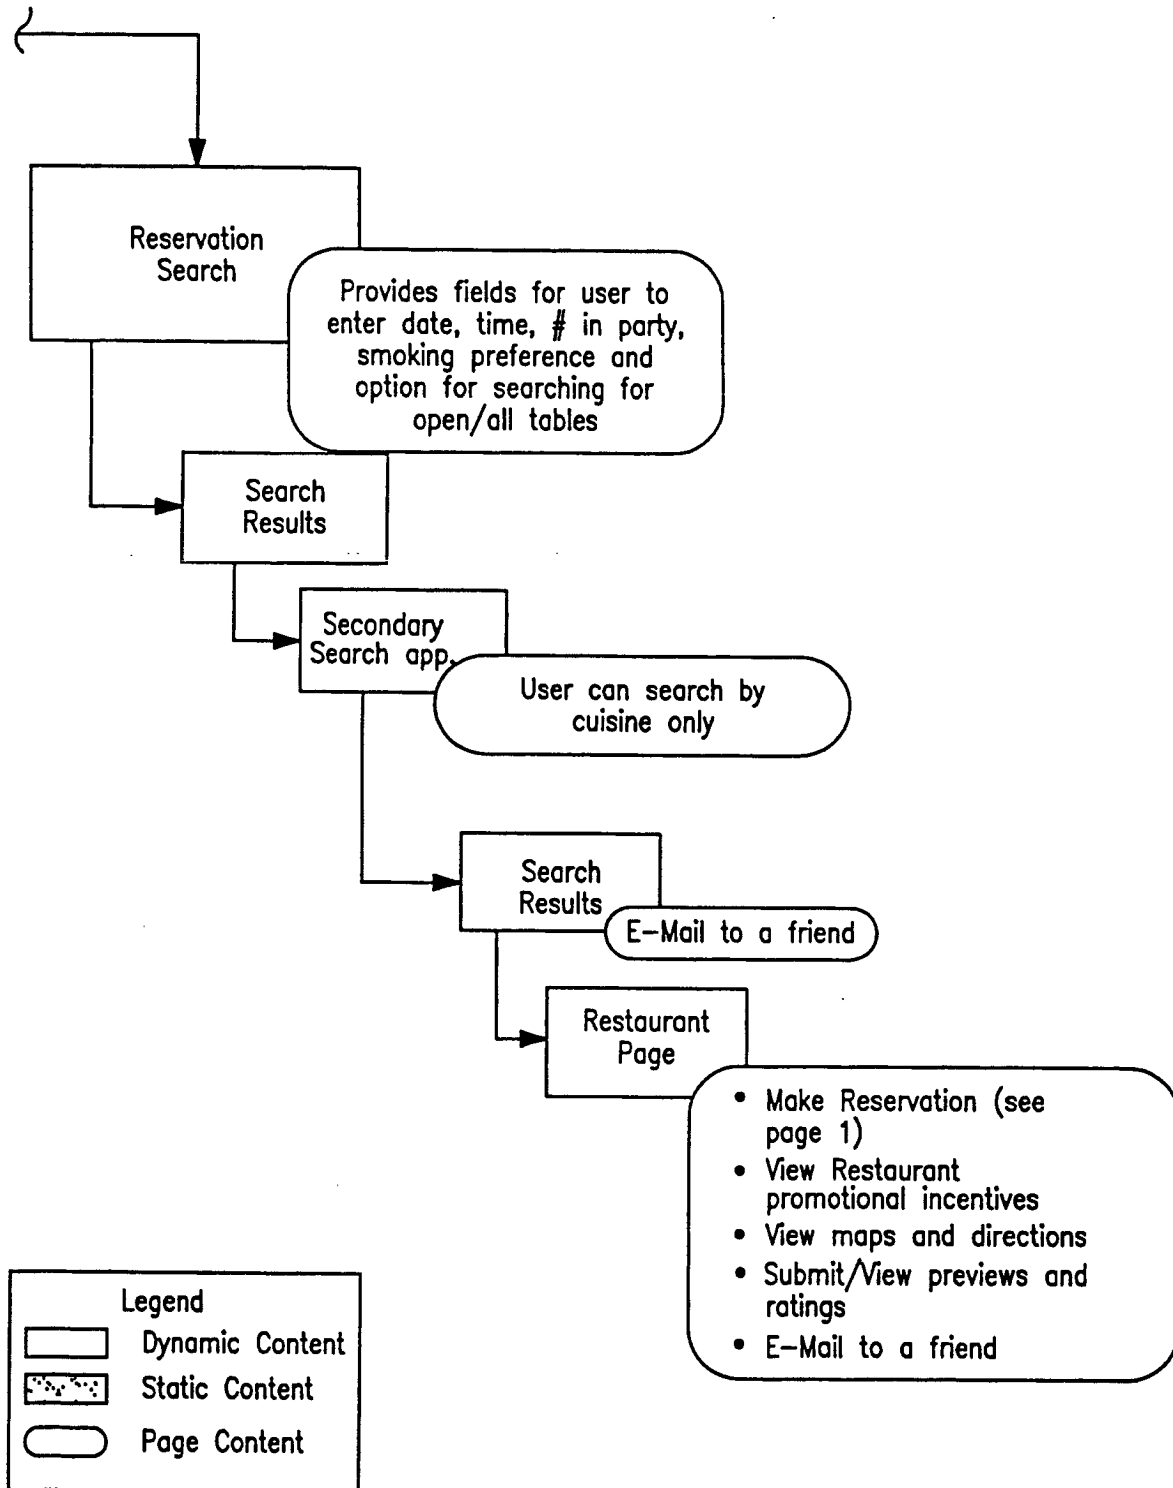 Reservation
Search
Provides fields for user to
enter date, time, # in party,
smoking preference and
option for searching for
open/all tables
Search
Results
Secondary
Search app.
User can search by
cuisine only
Search
Results
E-Mail to a friend
Restaurant
Page
• Make Reservation (see
page 1)
• View Restaurant
promotional incentives
• View maps and directions
• Submit/View previews and
ratings
• E-Mail to a friend
Legend
Dynamic Content
Static Content
Page Content